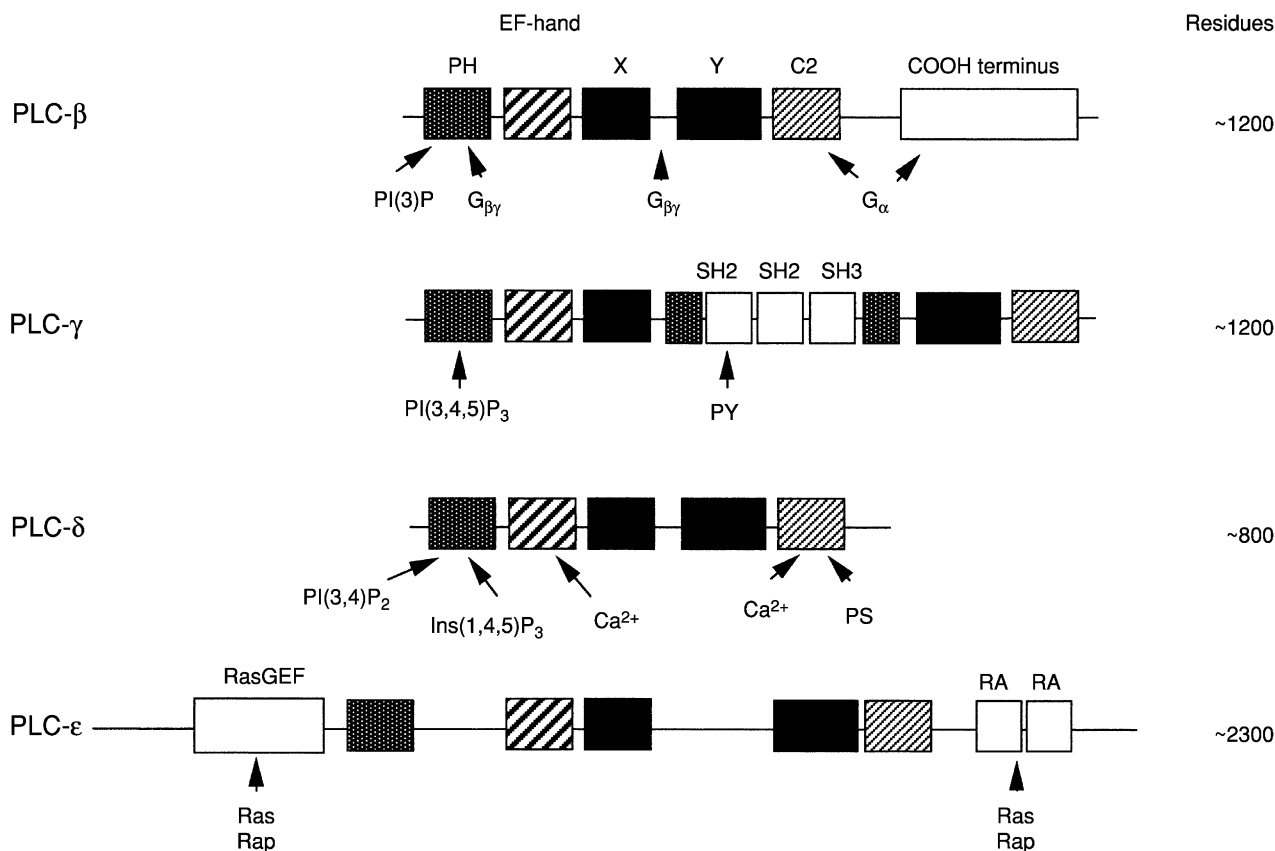 EF-hand Residues
PH X Y C2 COOH terminus
PLC-β ~1200
PI(3)P Gβγ Gβγ Gα
SH2 SH2 SH3
PLC-γ ~1200
PI(3,4,5)P3 PY
PLC-δ ~800
PI(3,4)P2 Ins(1,4,5)P3 Ca2+ Ca2+ PS
RasGEF RA RA
PLC-ε ~2300
Ras Ras
Rap Rap